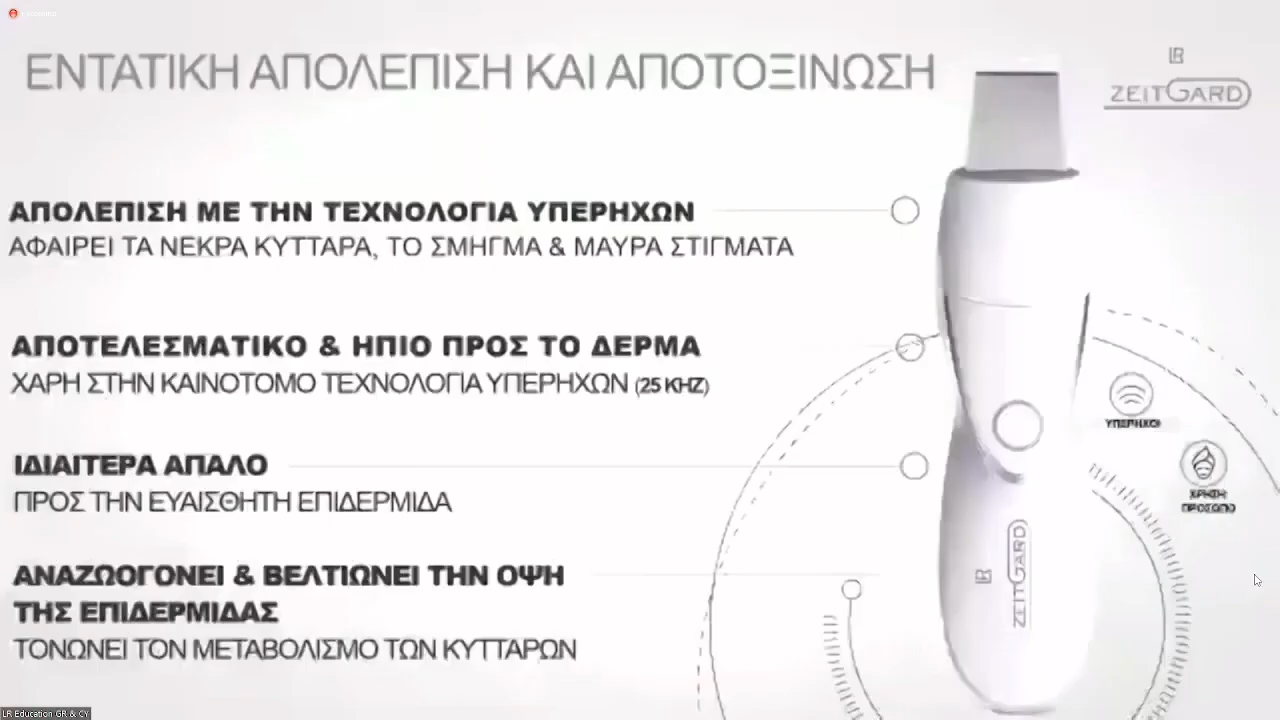 ΕΝΤΑΤΙΚΗ ΑΠΟΛΕΠΙΣΗ ΚΑΙ ΑΠΟΤΟΞΙΝΩΣΗ
LR
ZEITGARD
ΑΠΟΛΕΠΙΣΗ ΜΕ ΤΗΝ ΤΕΧΝΟΛΟΓΙΑ ΥΠΕΡΗΧΩΝ
ΑΦΑΙΡΕΙ ΤΑ ΝΕΚΡΑ ΚΥΤΤΑΡΑ, ΤΟ ΣΜΗΓΜΑ & ΜΑΥΡΑ ΣΤΙΓΜΑΤΑ
ΑΠΟΤΕΛΕΣΜΑΤΙΚΟ & ΗΠΙΟ ΠΡΟΣ ΤΟ ΔΕΡΜΑ
ΧΑΡΗ ΣΤΗΝ ΚΑΙΝΟΤΟΜΟ ΤΕΧΝΟΛΟΓΙΑ ΥΠΕΡΗΧΩΝ (25 KHZ)
ΥΠΕΡΗΧΟΙ
ΙΔΙΑΙΤΕΡΑ ΑΠΑΛΟ
ΠΡΟΣ ΤΗΝ ΕΥΑΙΣΘΗΤΗ ΕΠΙΔΕΡΜΙΔΑ
ΧΡΗΣΗ
ΠΡΟΣΩΠΟ
ΑΝΑΖΩΟΓΟΝΕΙ & ΒΕΛΤΙΩΝΕΙ ΤΗΝ ΟΨΗ
ΤΗΣ ΕΠΙΔΕΡΜΙΔΑΣ
ΤΟΝΩΝΕΙ ΤΟΝ ΜΕΤΑΒΟΛΙΣΜΟ ΤΩΝ ΚΥΤΤΑΡΩΝ
LR
ZEITGARD
LR Education GR & CY